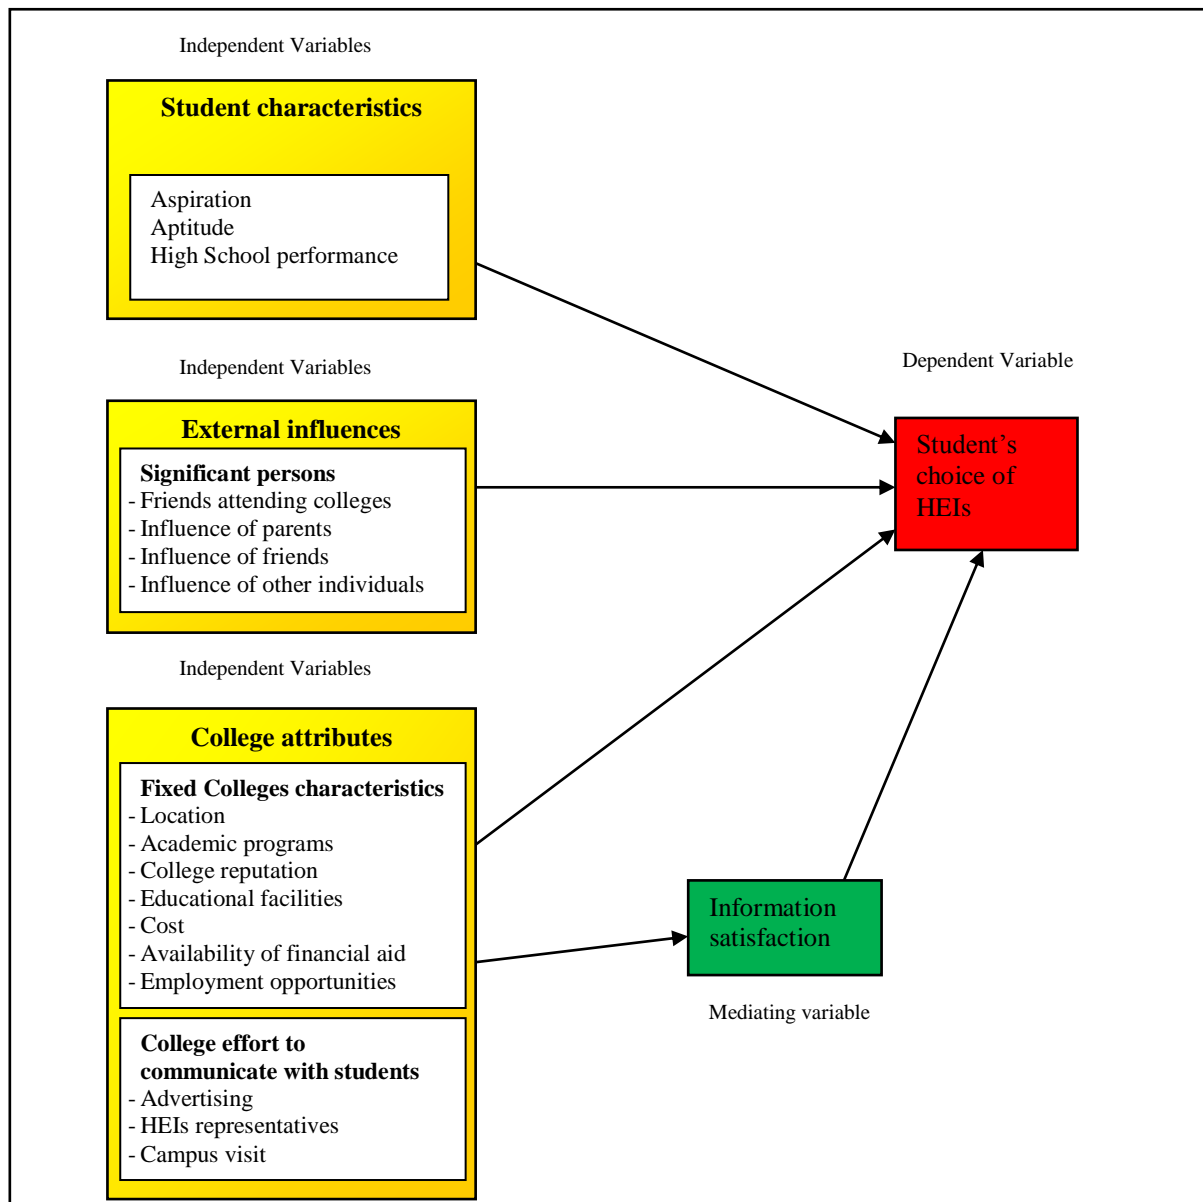 Independent Variables
Student characteristics
Aspiration
Aptitude
High School performance
Independent Variables
External influences
Significant persons
- Friends attending colleges
- Influence of parents
- Influence of friends
- Influence of other individuals
Independent Variables
College attributes
Fixed Colleges characteristics
- Location
- Academic programs
- College reputation
- Educational facilities
- Cost
- Availability of financial aid
- Employment opportunities
College effort to
communicate with students
- Advertising
- HEIs representatives
- Campus visit
Dependent Variable
Student’s
choice of
HEIs
Information
satisfaction
Mediating variable